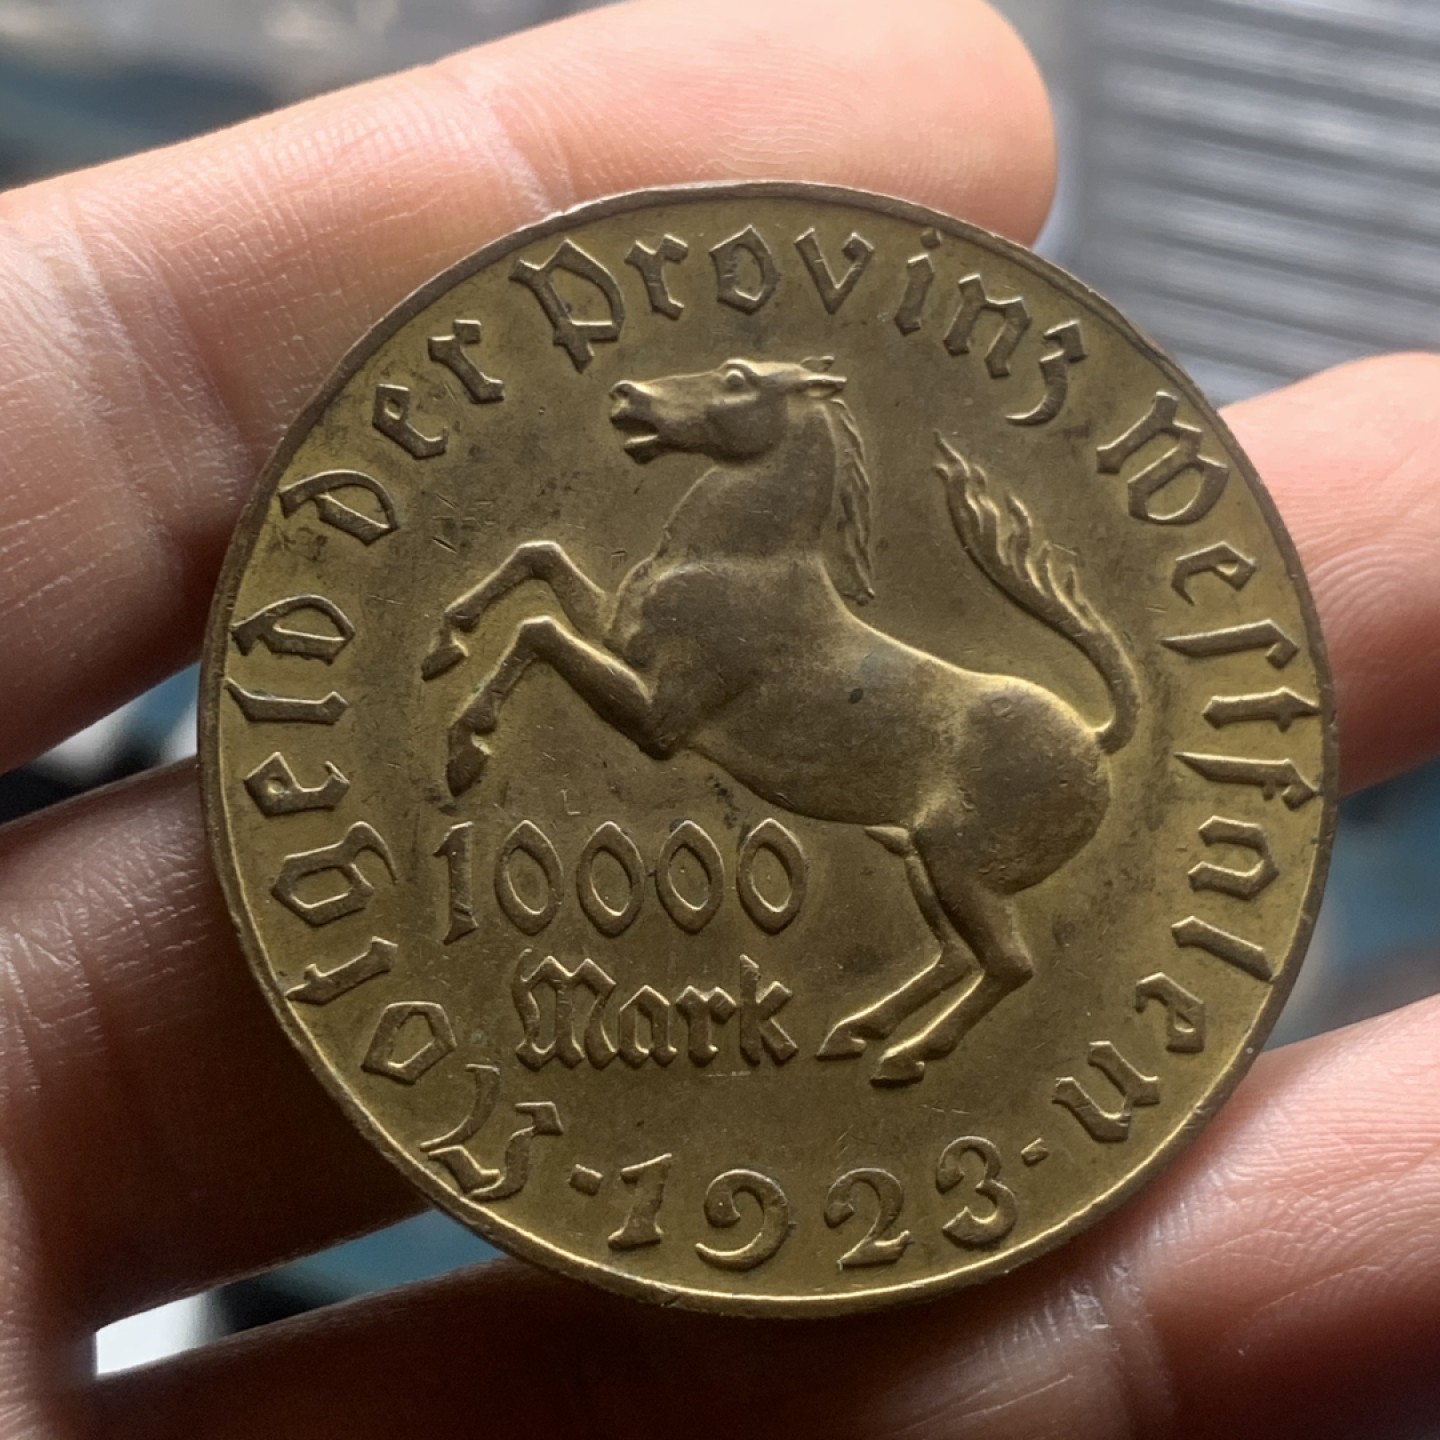 Notgeld der Provinz Westfalen
10000
Mark
·1923·